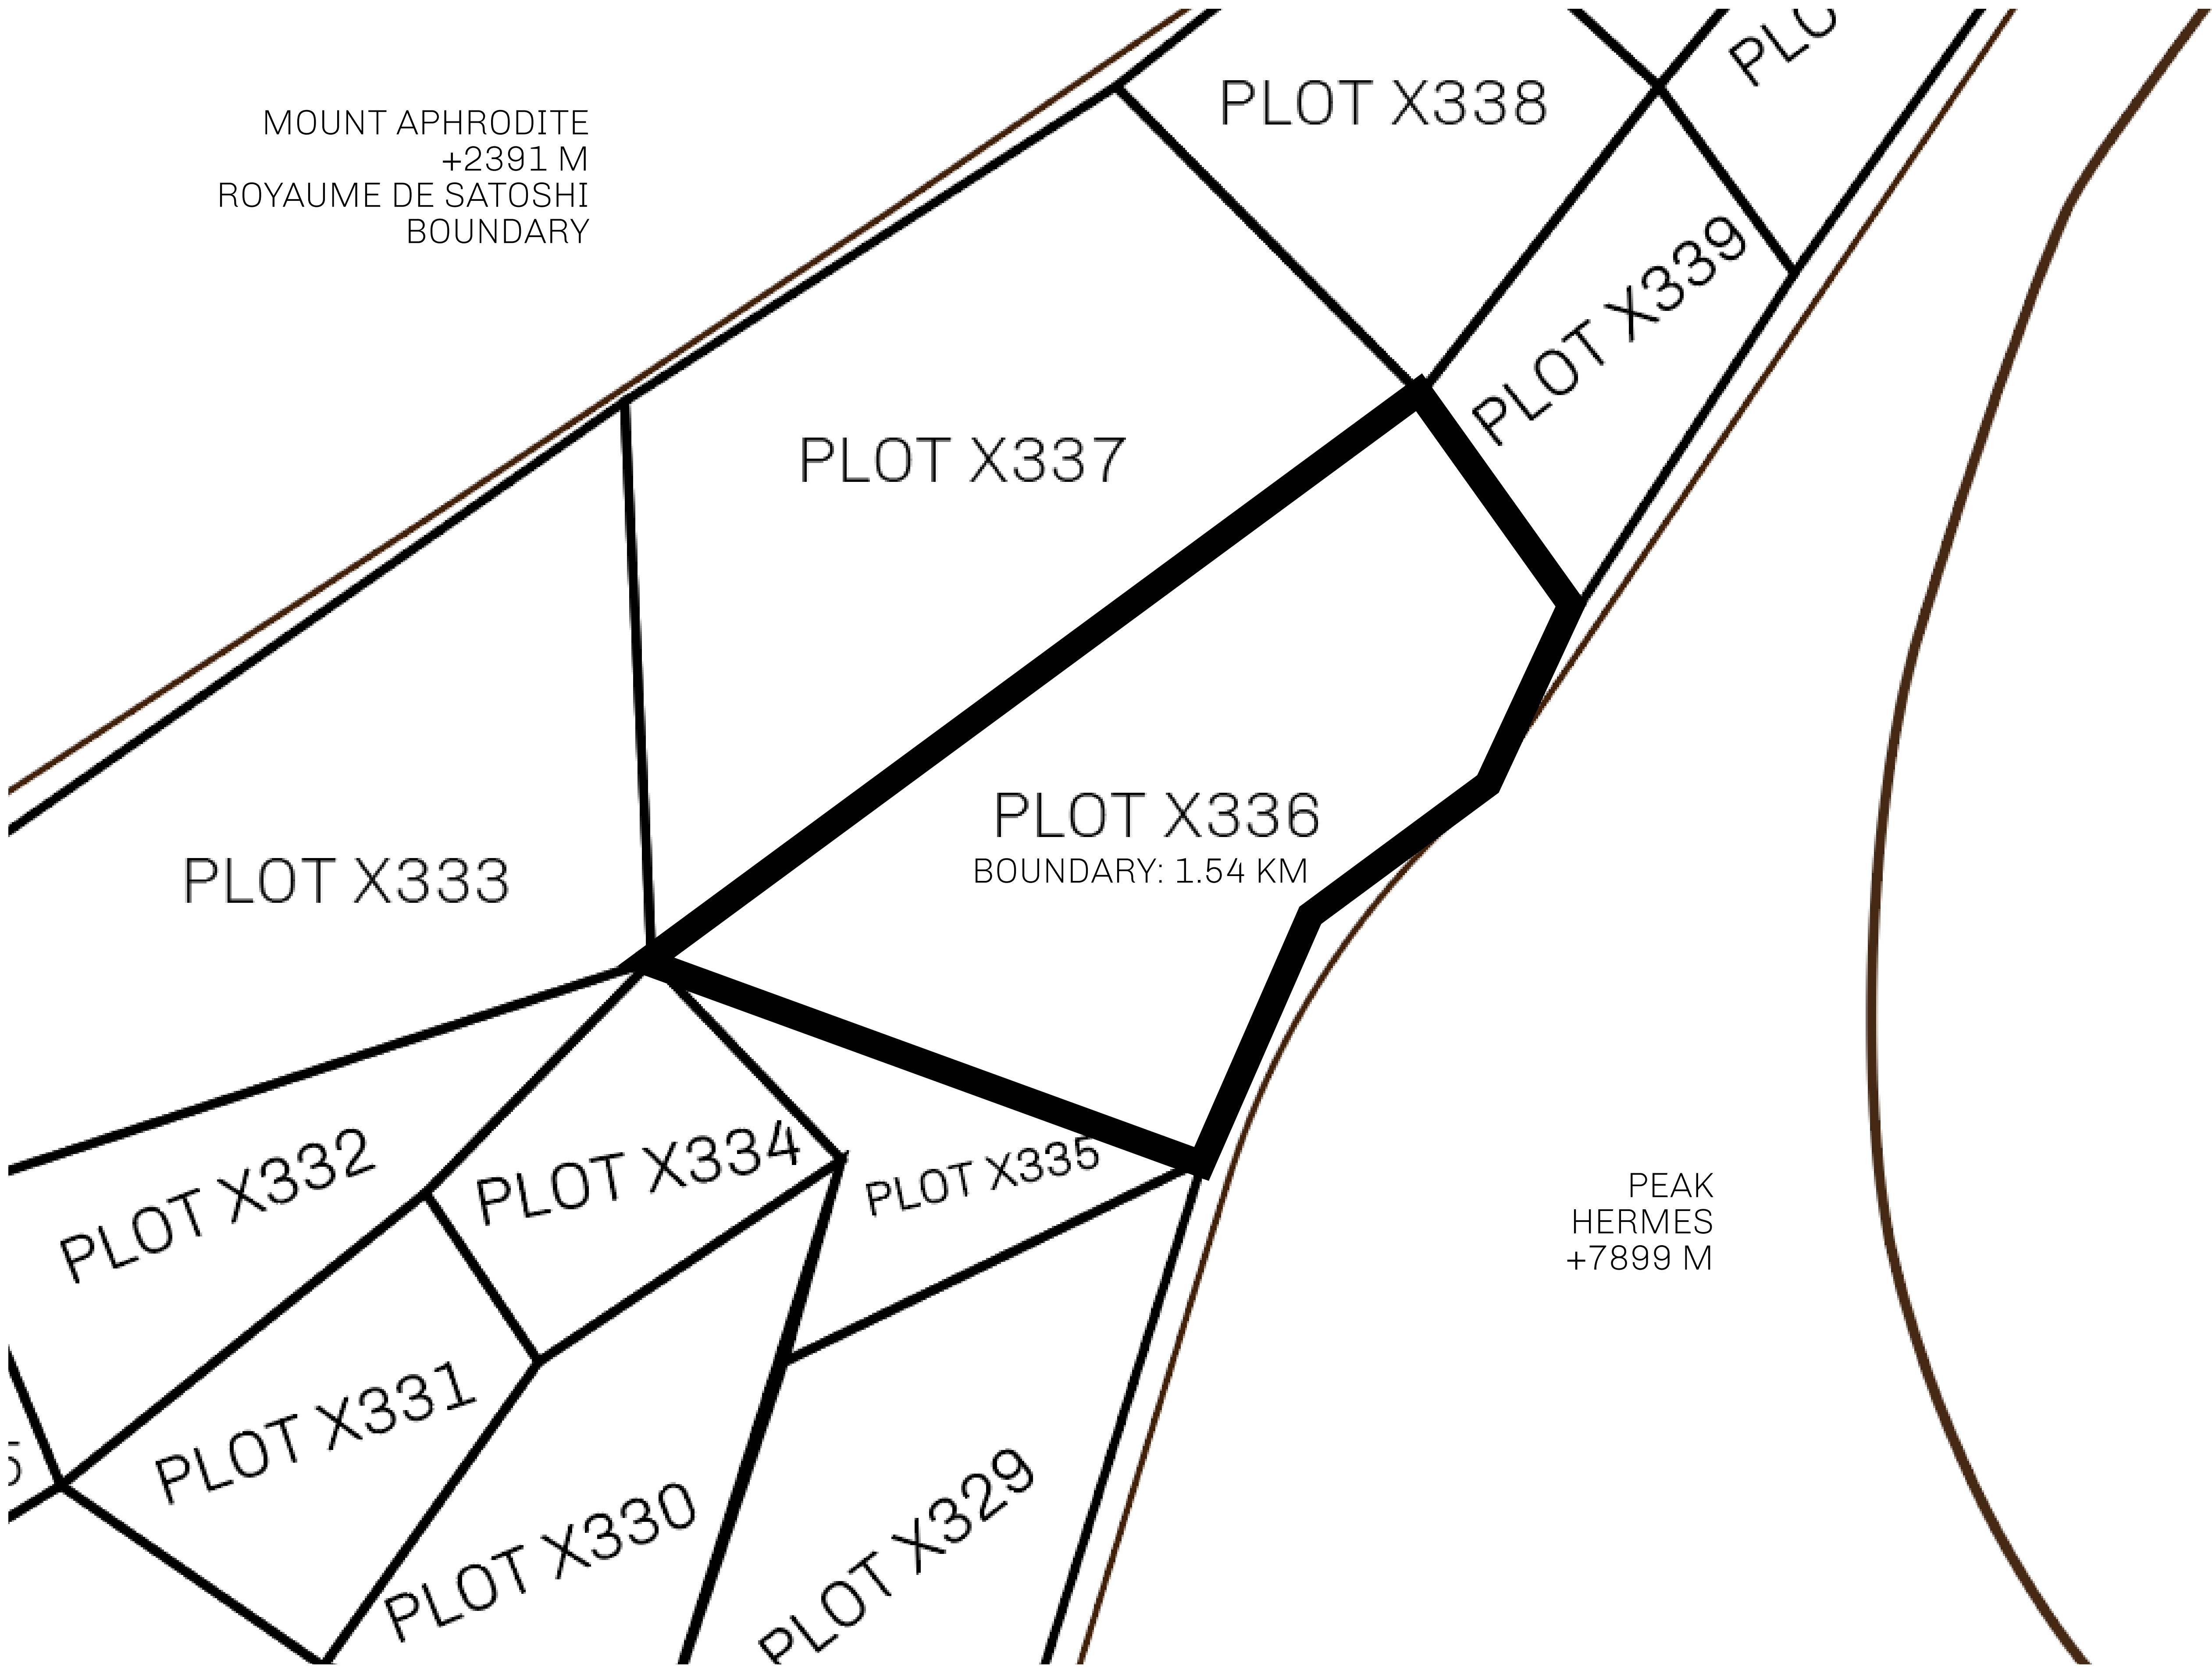 PLO
PLOT X338
MOUNT APHRODITE
+2391 M
ROYAUME DE SATOSHI
BOUNDARY
PLOT X339
PLOT X337
PLOT X336
BOUNDARY: 1.54 KM
PLOT X333
PLOT X332
PLOT X334
PLOT X335
PEAK
HERMES
+7899 M
PLOT X331
PLOT X330
PLOT X329